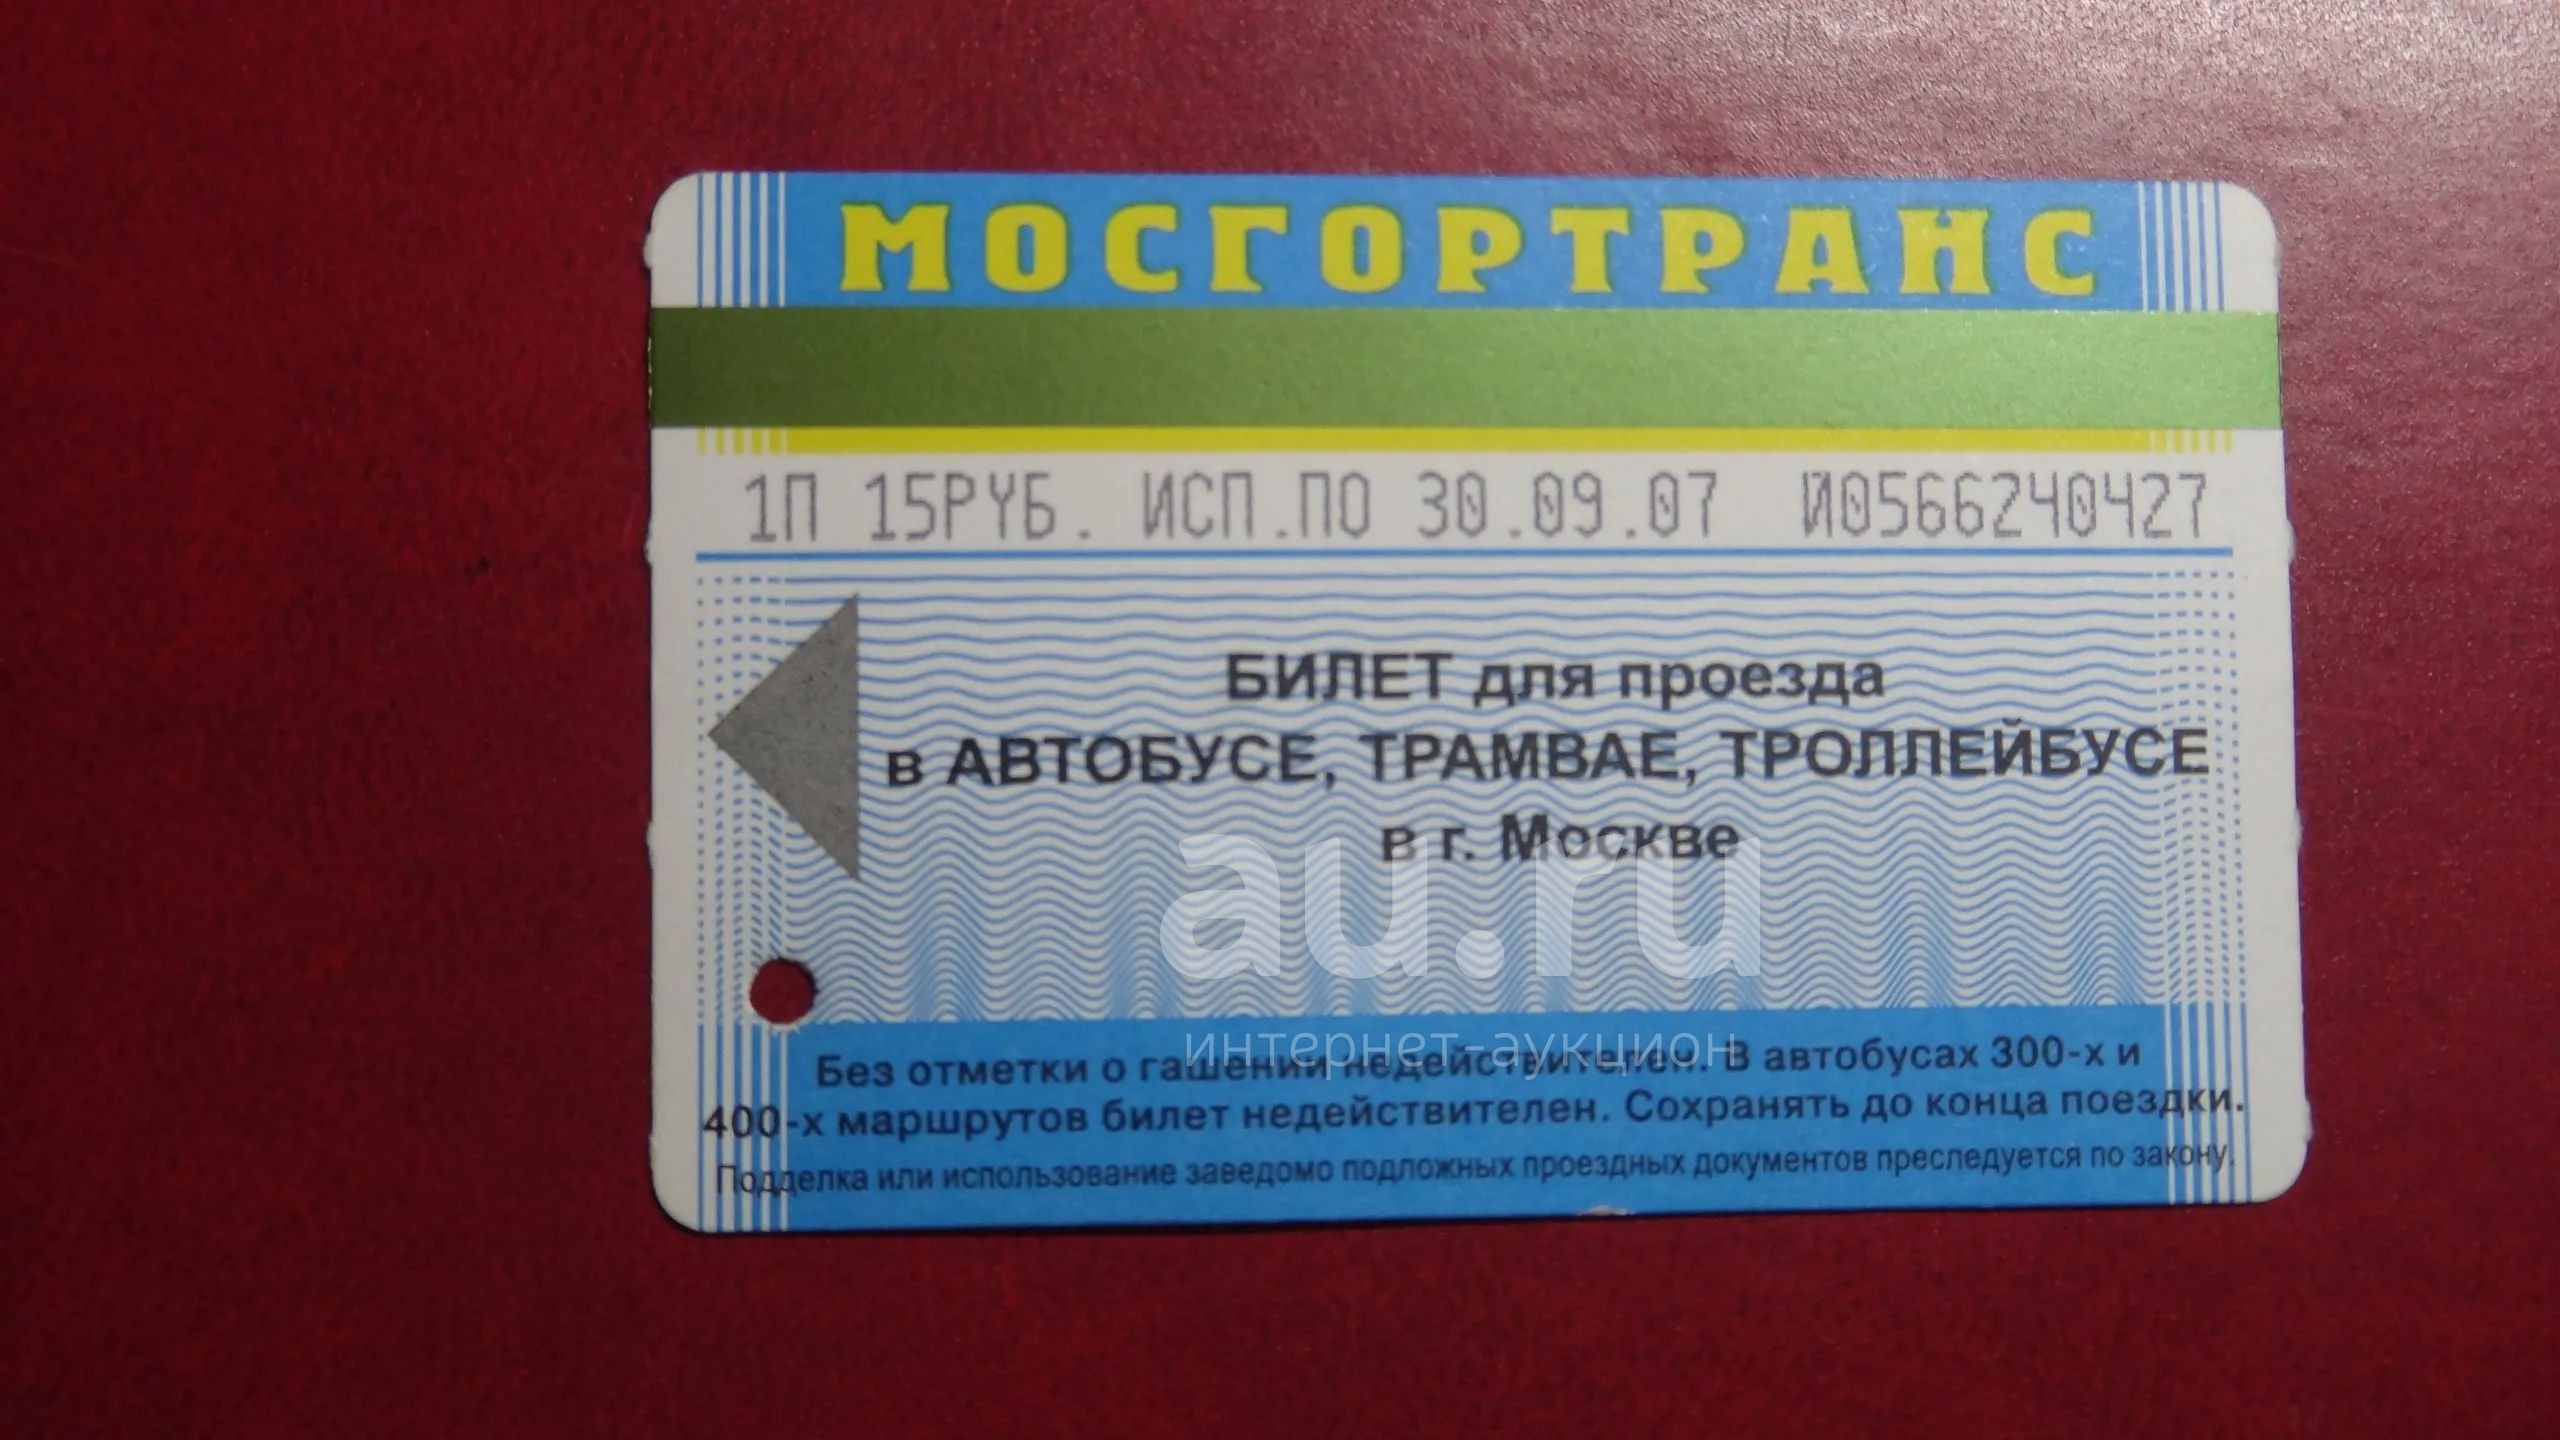 МОСГОРТРАНС
1П 15РУБ. ИСП.ПО 30.09.07 И0566240427
БИЛЕТ для проезда
в АВТОБУСЕ, ТРАМВАЕ, ТРОЛЛЕЙБУСЕ
в г. Москве
au.ru
интернет-аукцион
Без отметки о гашении недействителен. В автобусах 300-х и
400-х маршрутов билет недействителен. Сохранять до конца поездки.
Подделка или использование заведомо подложных проездных документов преследуется по закону.